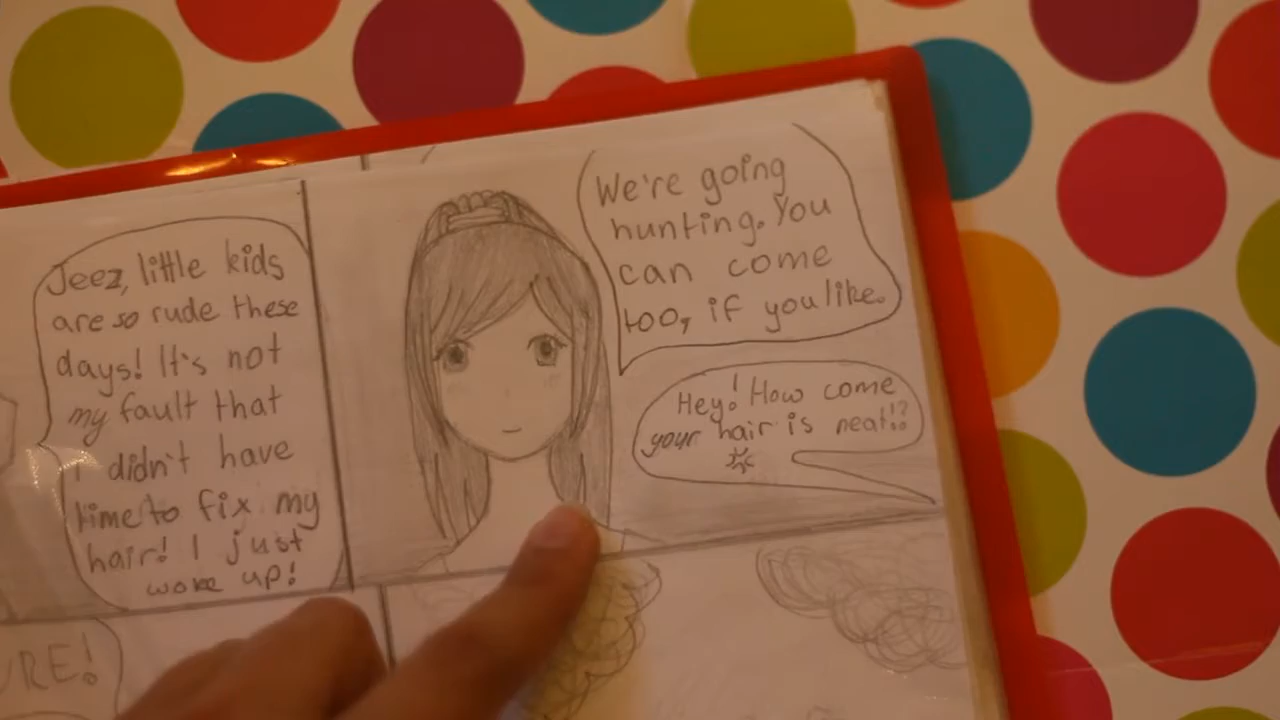 Jeez, little kids
are so rude these
days! It's not
my fault that
I didn't have
time to fix my
hair! I just
woke up!
We're going
hunting. You
can come
too, if you like.
Hey! How come
your hair is neat!?